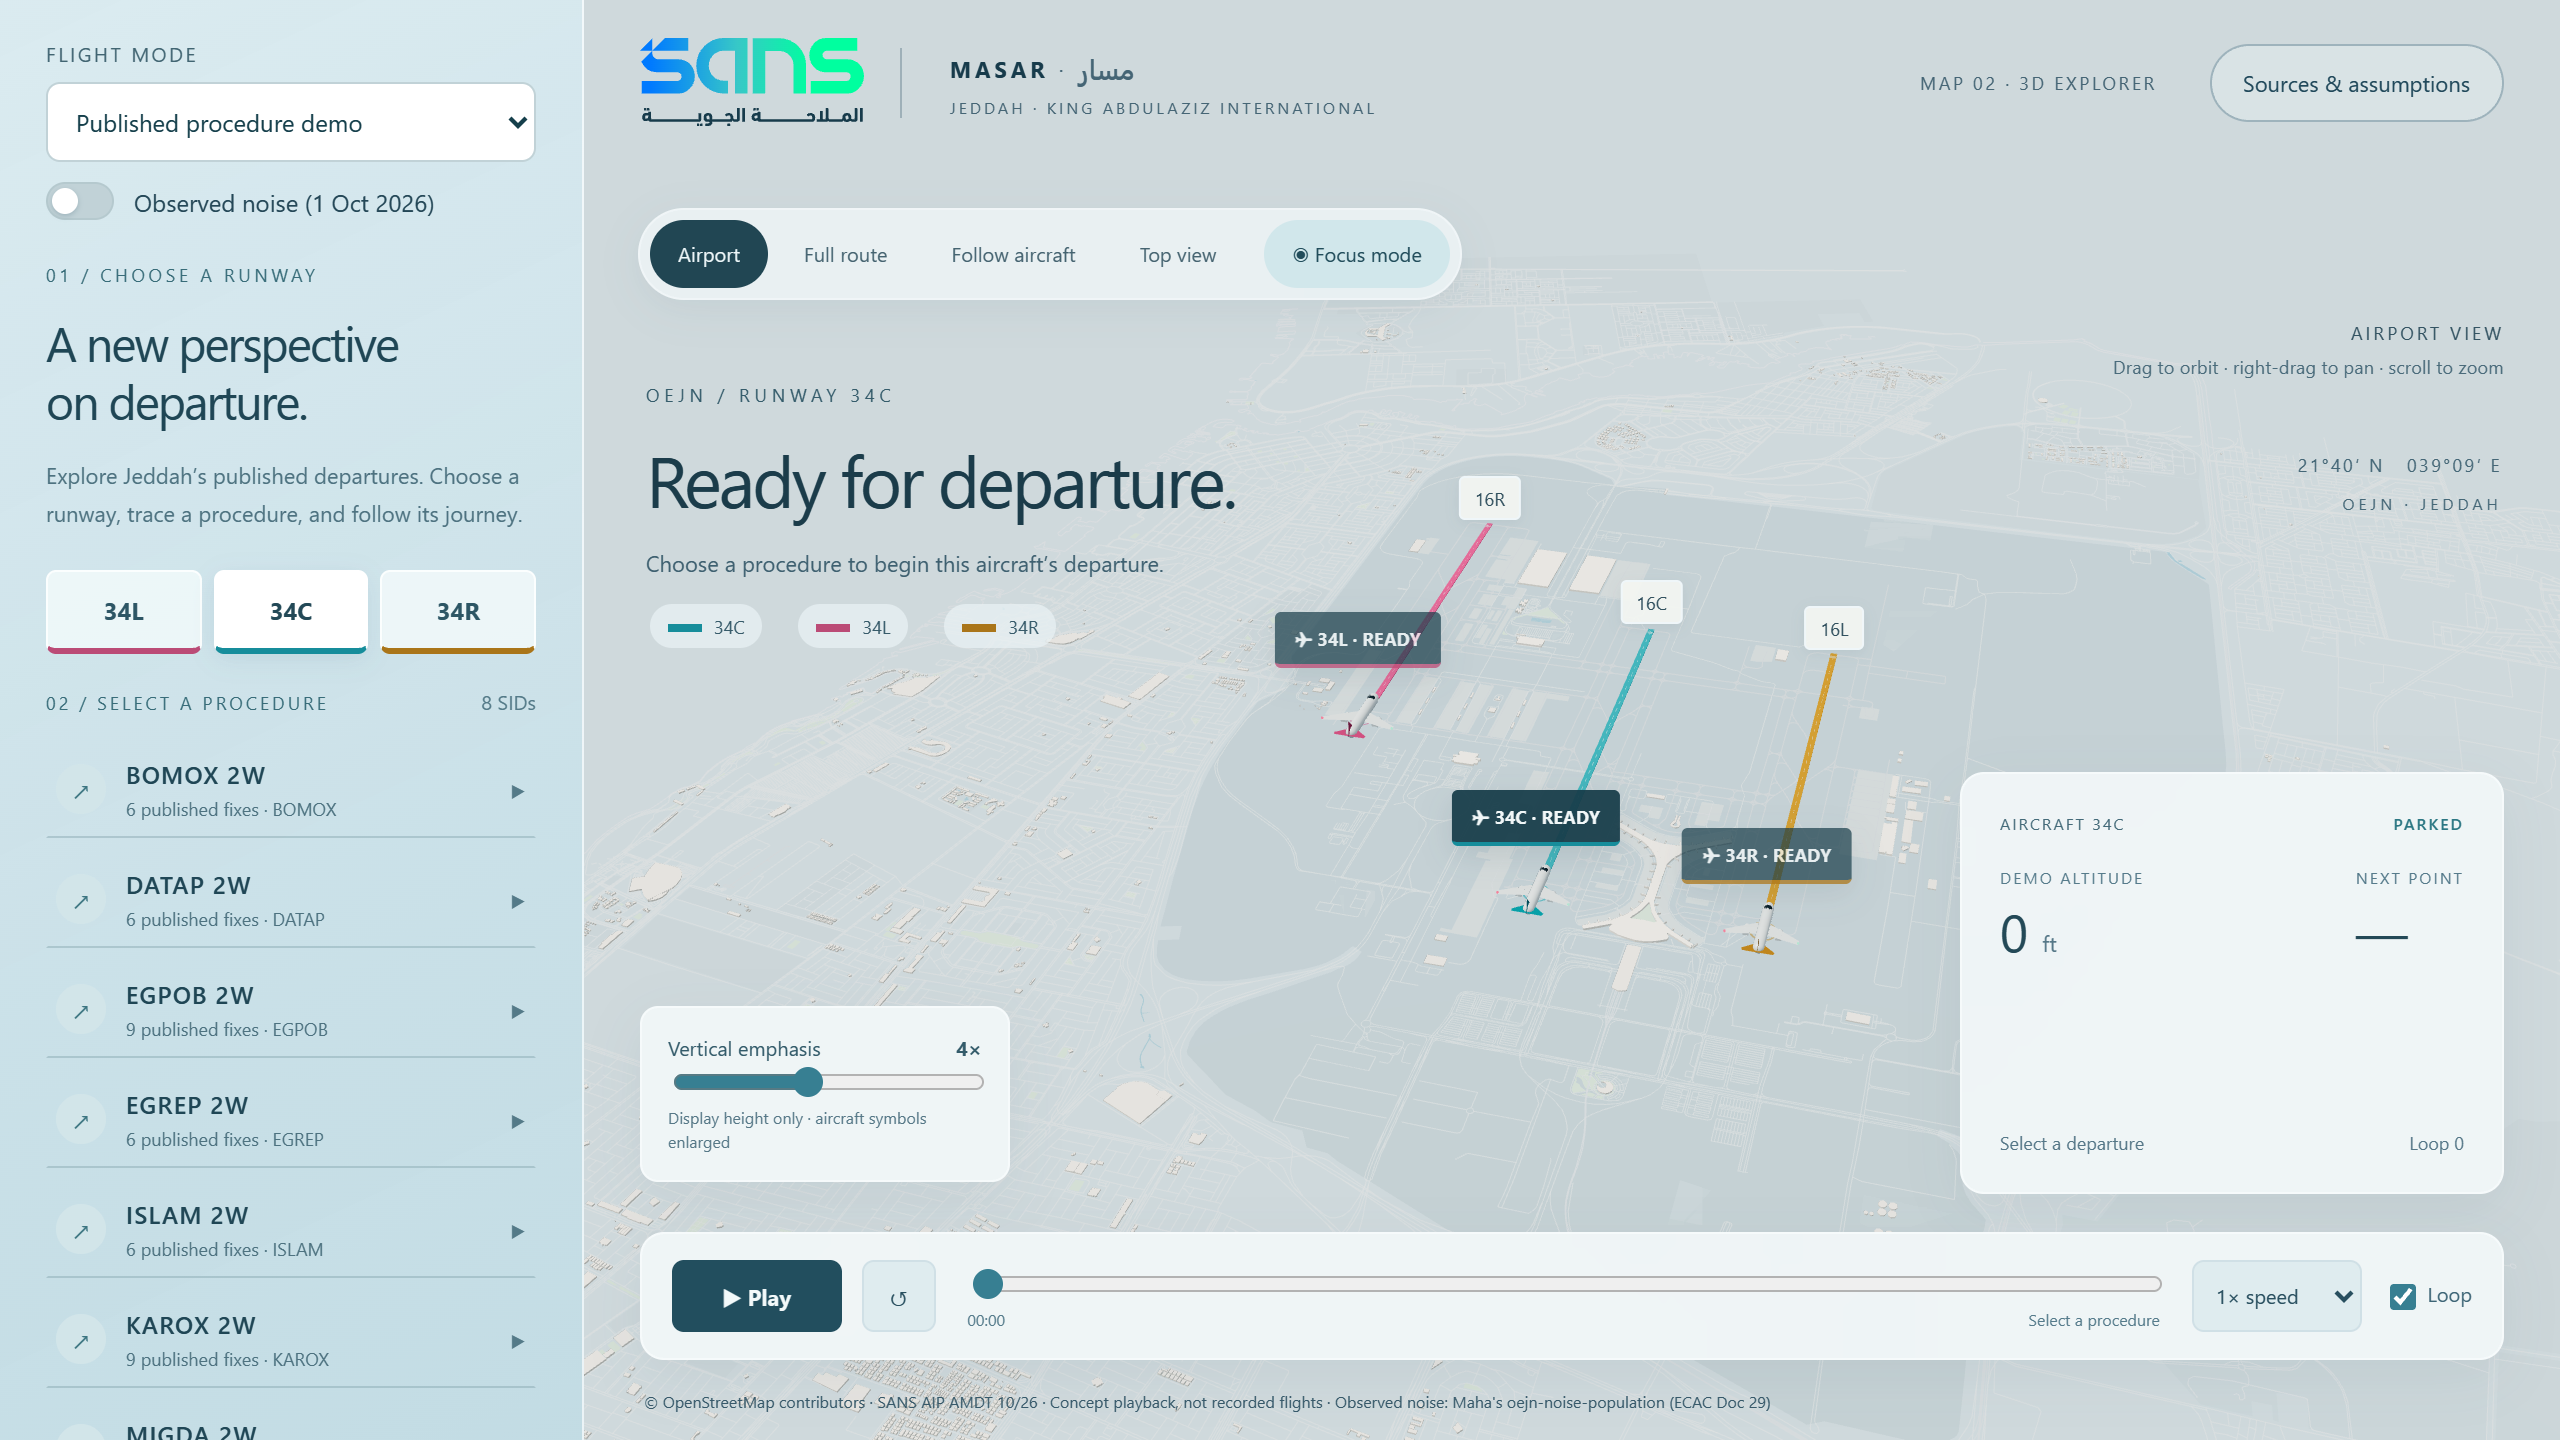 FLIGHT MODE
Published procedure demo
Observed noise (1 Oct 2026)
01 / CHOOSE A RUNWAY
A new perspective
on departure.
Explore Jeddah’s published departures. Choose a
runway, trace a procedure, and follow its journey.
34L
34C
34R
02 / SELECT A PROCEDURE
8 SIDs
BOMOX 2W
6 published fixes · BOMOX
DATAP 2W
6 published fixes · DATAP
EGPOB 2W
9 published fixes · EGPOB
EGREP 2W
6 published fixes · EGREP
ISLAM 2W
6 published fixes · ISLAM
KAROX 2W
9 published fixes · KAROX
MIGDA 2W
sans
الملاحة الجوية
MASAR · مسار
JEDDAH · KING ABDULAZIZ INTERNATIONAL
MAP 02 · 3D EXPLORER
Sources & assumptions
Airport
Full route
Follow aircraft
Top view
◉ Focus mode
AIRPORT VIEW
Drag to orbit · right-drag to pan · scroll to zoom
21°40′ N 039°09′ E
OEJN · JEDDAH
OEJN / RUNWAY 34C
Ready for departure.
Choose a procedure to begin this aircraft’s departure.
34C
34L
34R
16R
16C
16L
✈ 34L · READY
✈ 34C · READY
✈ 34R · READY
AIRCRAFT 34C
PARKED
DEMO ALTITUDE
NEXT POINT
0 ft
—
Select a departure
Loop 0
Vertical emphasis
4×
Display height only · aircraft symbols
enlarged
▶ Play
↺
00:00
Select a procedure
1× speed
Loop
© OpenStreetMap contributors · SANS AIP AMDT 10/26 · Concept playback, not recorded flights · Observed noise: Maha's oejn-noise-population (ECAC Doc 29)